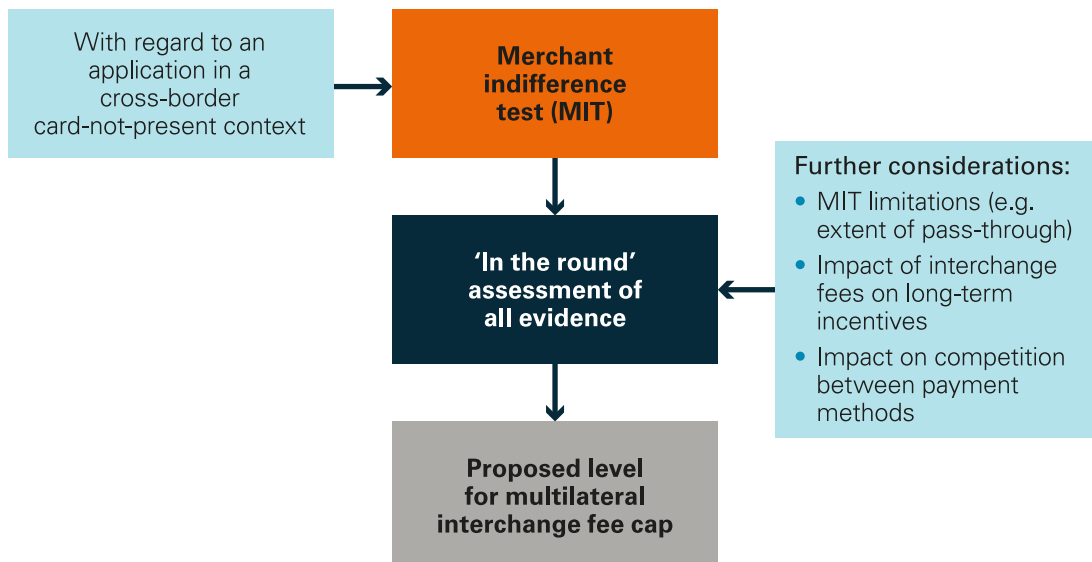 With regard to an
application in a
cross-border
card-not-present context
Merchant
indifference
test (MIT)
‘In the round’
assessment of
all evidence
Further considerations:
• MIT limitations (e.g.
extent of pass-through)
• Impact of interchange
fees on long-term
incentives
• Impact on competition
between payment
methods
Proposed level
for multilateral
interchange fee cap